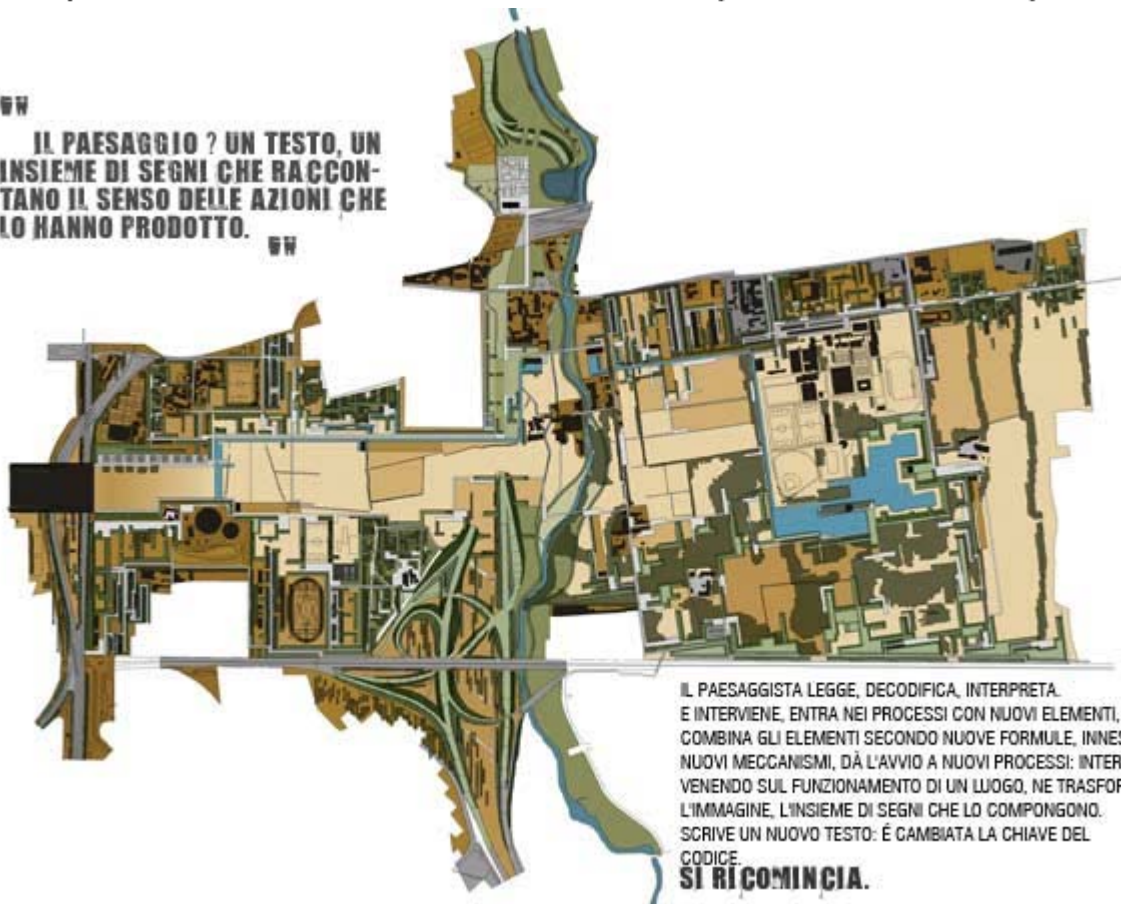 "
IL PAESAGGIO ? UN TESTO, UN
INSIEME DI SEGNI CHE RACCON-
TANO IL SENSO DELLE AZIONI CHE
LO HANNO PRODOTTO.
"
IL PAESAGGISTA LEGGE, DECODIFICA, INTERPRETA.
E INTERVIENE, ENTRA NEI PROCESSI CON NUOVI ELEMENTI,
COMBINA GLI ELEMENTI SECONDO NUOVE FORMULE, INNES
NUOVI MECCANISMI, DÀ L'AVVIO A NUOVI PROCESSI: INTER
VENENDO SUL FUNZIONAMENTO DI UN LUOGO, NE TRASFOR
L'IMMAGINE, L'INSIEME DI SEGNI CHE LO COMPONGONO.
SCRIVE UN NUOVO TESTO: É CAMBIATA LA CHIAVE DEL
CODICE.
SI RICOMINCIA.